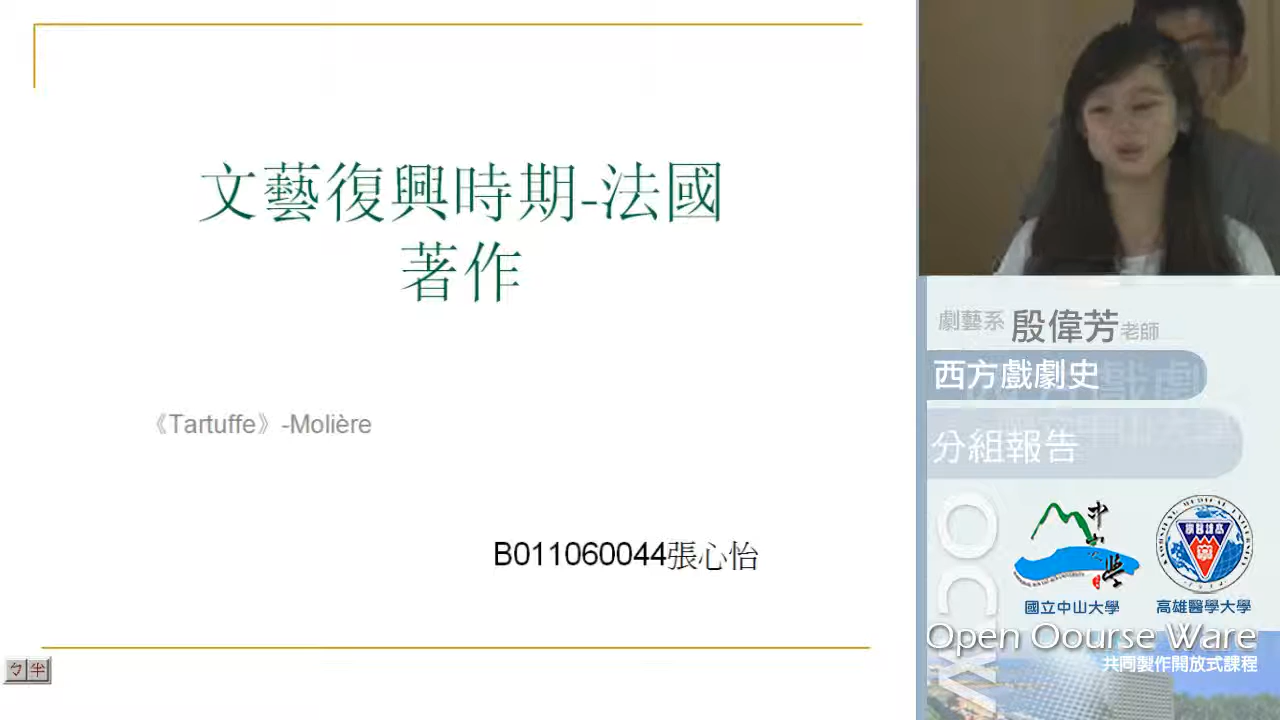 文藝復興時期-法國
著作
《Tartuffe》-Molière
B011060044張心怡
ㄅ半
劇藝系 殷偉芳老師
西方戲劇史
分組報告
國立中山大學
高雄醫學大學
OCW
Open Oourse Ware
共同製作開放式課程